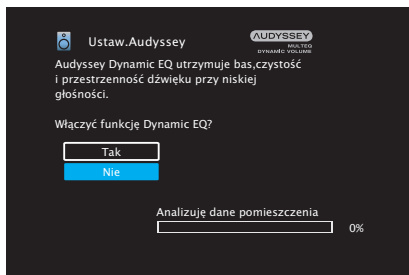 Ustaw.Audyssey
AUDYSSEY
MULTEQ
DYNAMIC VOLUME
Audyssey Dynamic EQ utrzymuje bas,czystość
i przestrzenność dźwięku przy niskiej
głośności.
Włączyć funkcję Dynamic EQ?
Tak
Nie
Analizuję dane pomieszczenia
0%